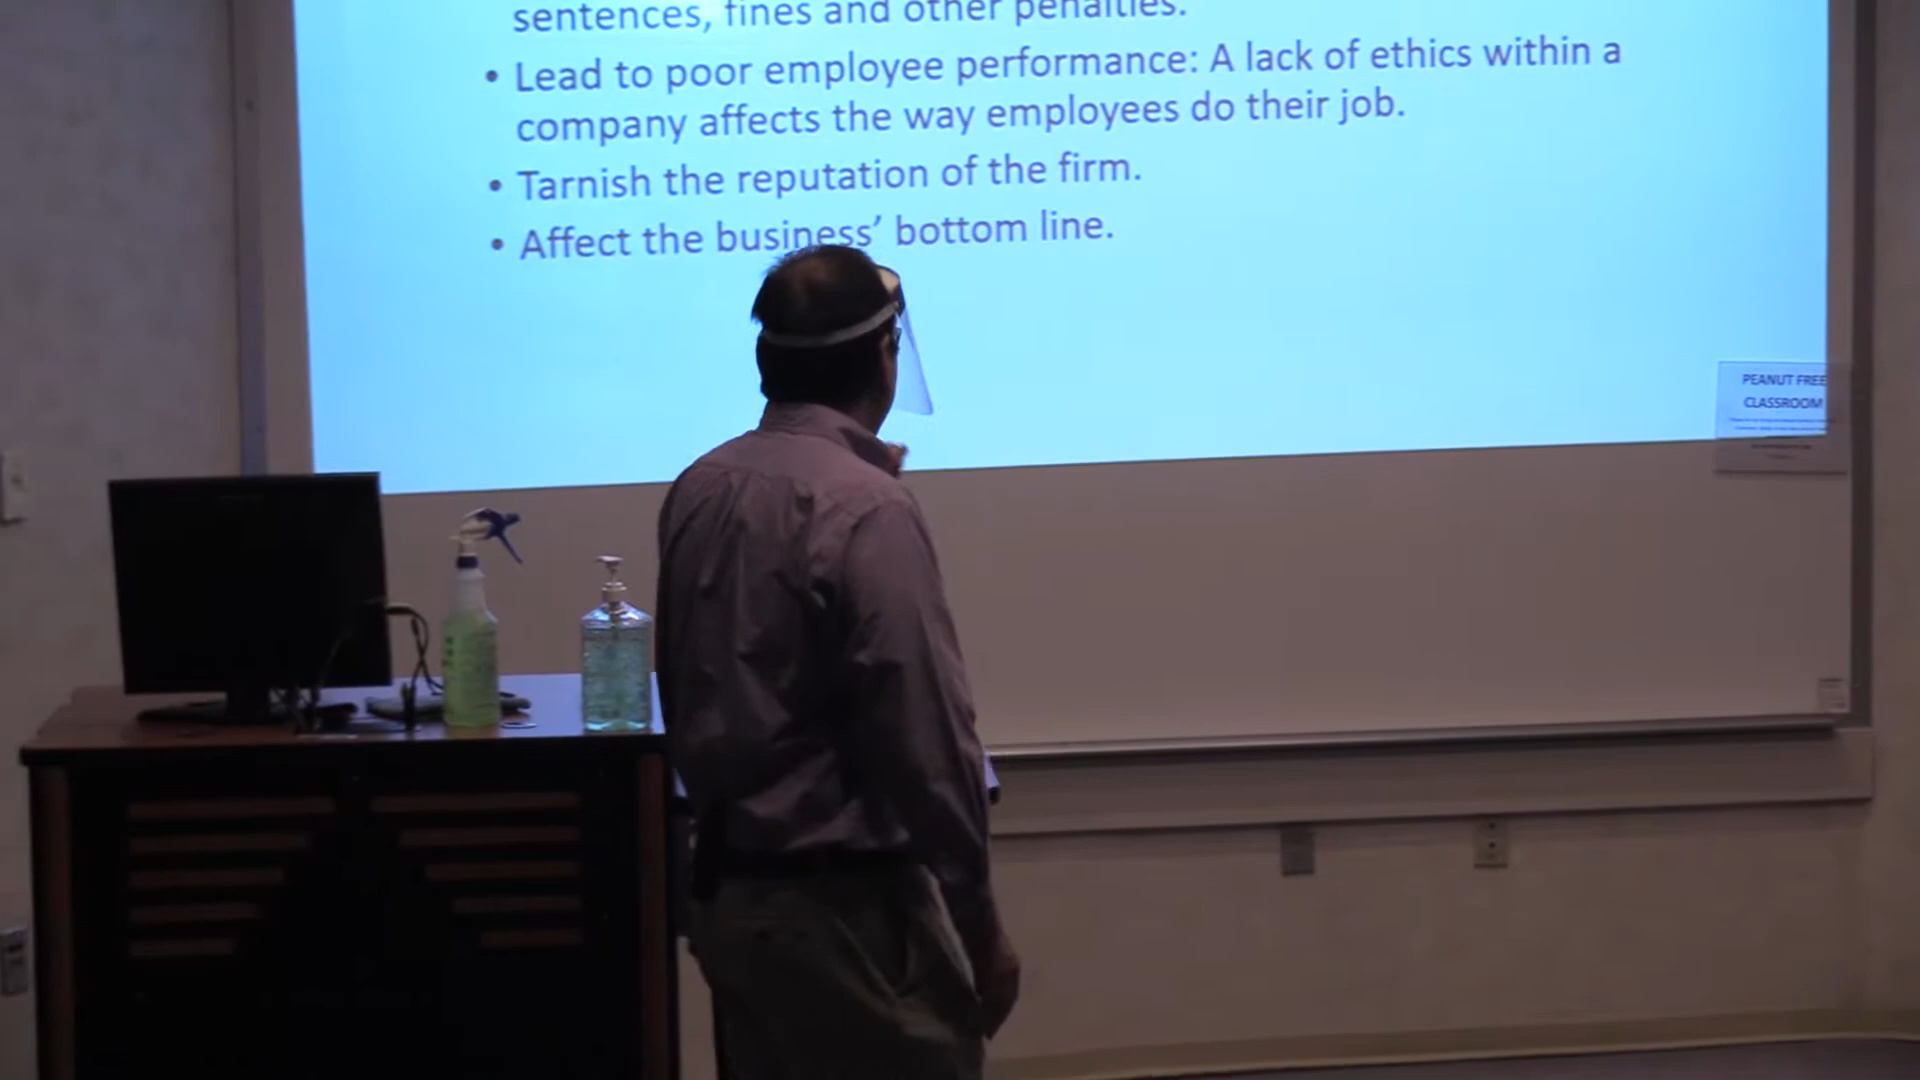 sentences, fines and other penalties.
• Lead to poor employee performance: A lack of ethics within a
company affects the way employees do their job.
• Tarnish the reputation of the firm.
• Affect the business’ bottom line.
PEANUT FREE
CLASSROOM